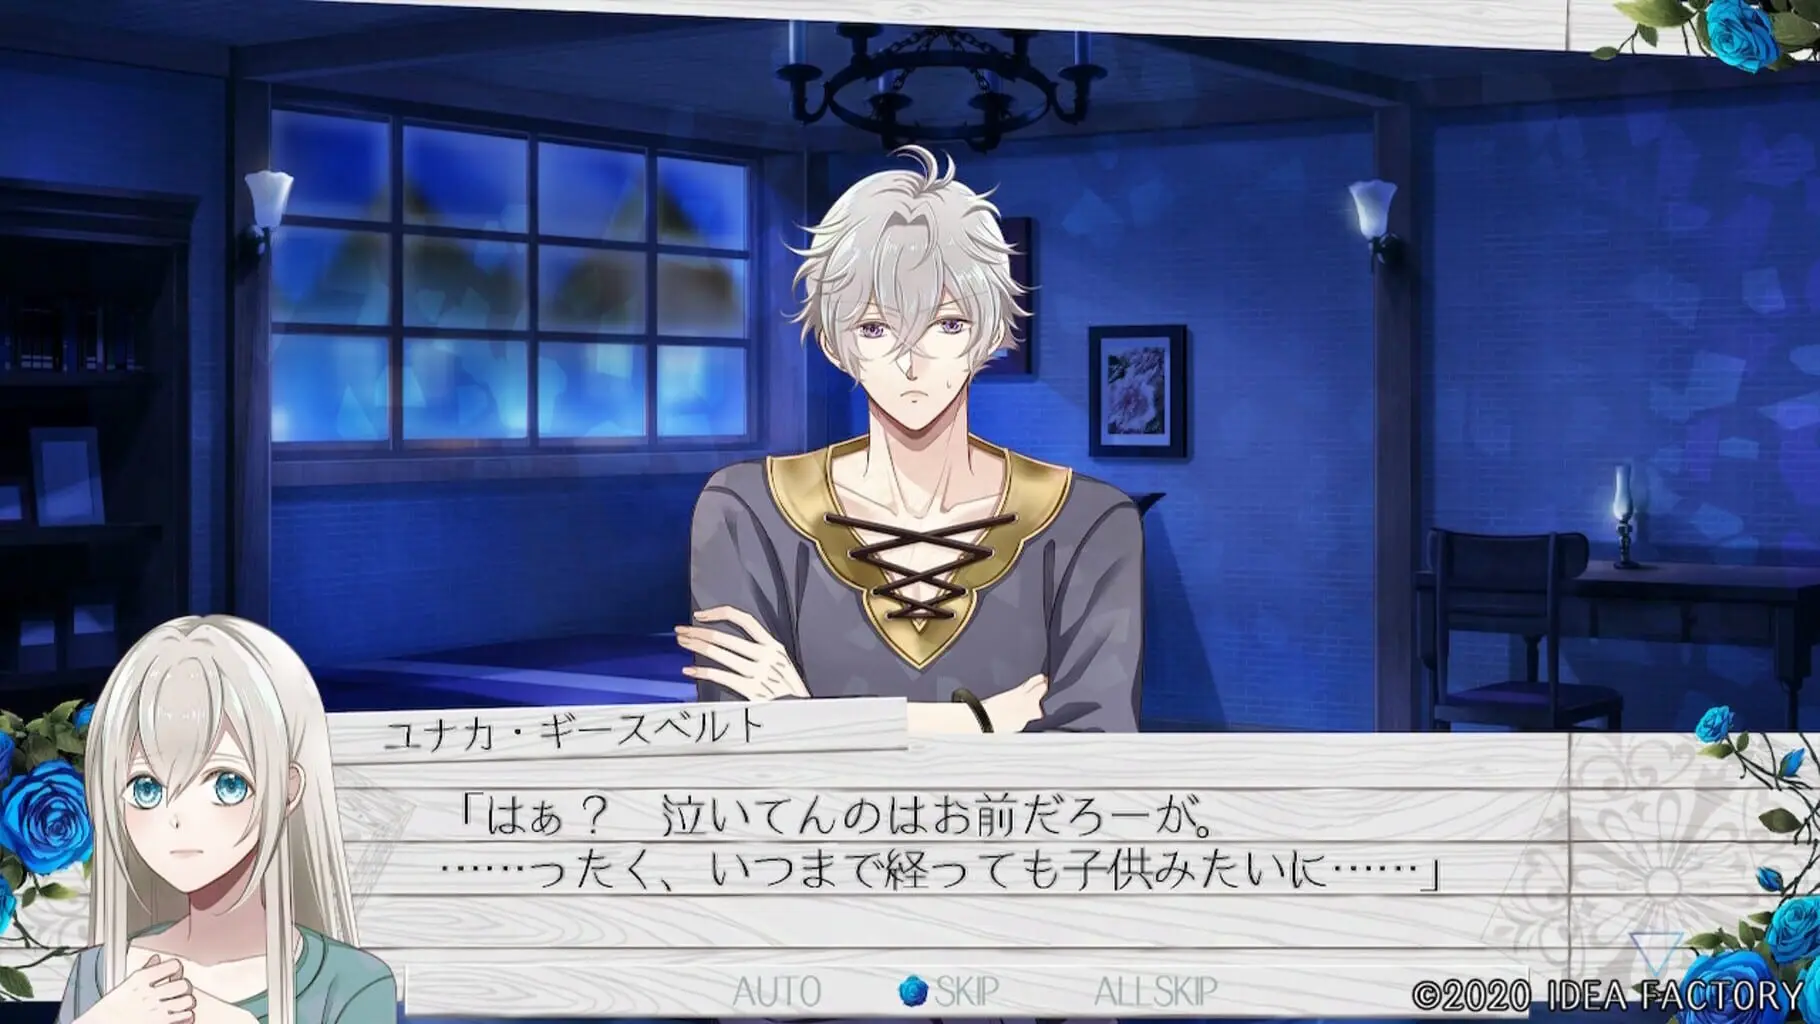 ユナカ・ギースベルト
「はぁ？　泣いてんのはお前だろーが。
……ったく、いつまで経っても子供みたいに……」
AUTO SKIP ALL SKIP
©2020 IDEA FACTORY